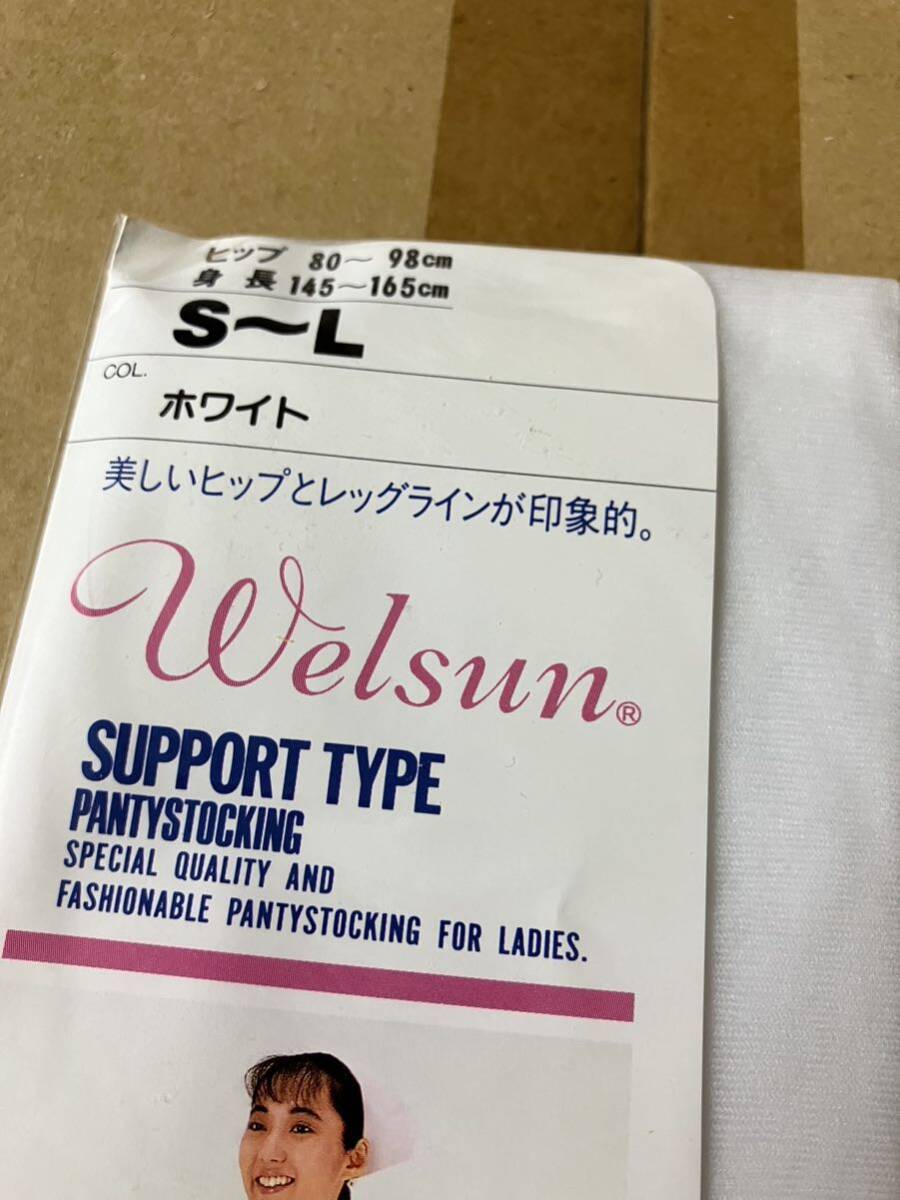 ヒップ 80〜98cm
身長 145〜165cm
S〜L
COL.
ホワイト
美しいヒップとレッグラインが印象的。
Welsun®
SUPPORT TYPE
PANTYSTOCKING
SPECIAL QUALITY AND
FASHIONABLE PANTYSTOCKING FOR LADIES.